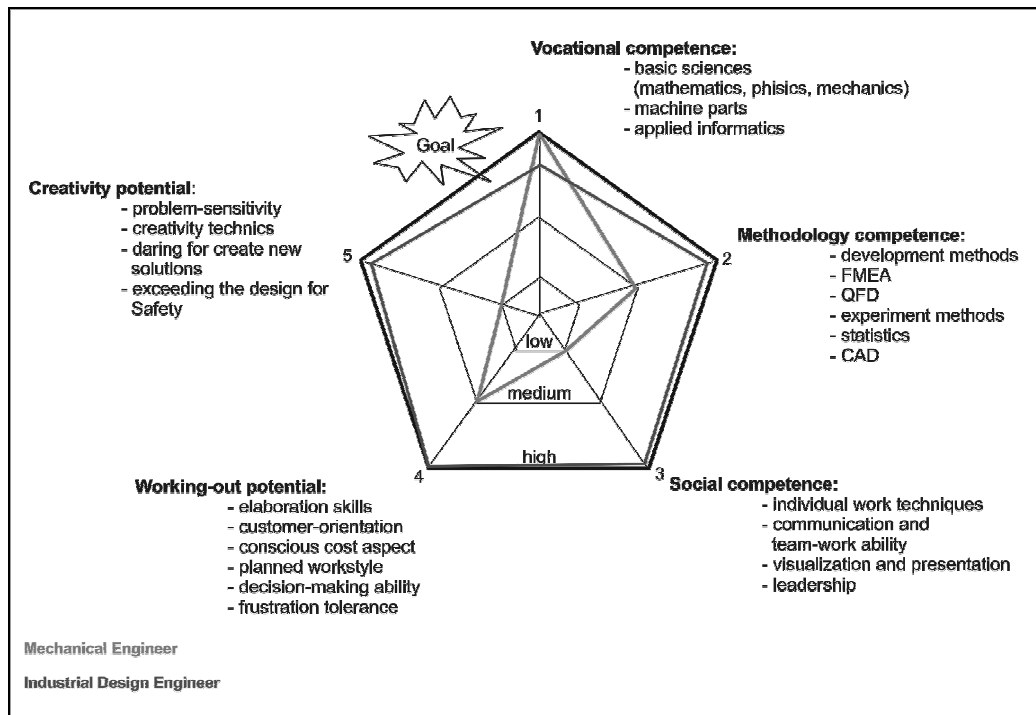 Vocational competence:
- basic sciences
(mathematics, phisics, mechanics)
- machine parts
- applied informatics
1
Goal
Creativity potential:
- problem-sensitivity
- creativity technics
- daring for create new
solutions
- exceeding the design for
Safety
5
2
Methodology competence:
- development methods
- FMEA
- QFD
- experiment methods
- statistics
- CAD
low
medium
high
4
3
Working-out potential:
- elaboration skills
- customer-orientation
- conscious cost aspect
- planned workstyle
- decision-making ability
- frustration tolerance
Social competence:
- individual work techniques
- communication and
team-work ability
- visualization and presentation
- leadership
Mechanical Engineer
Industrial Design Engineer